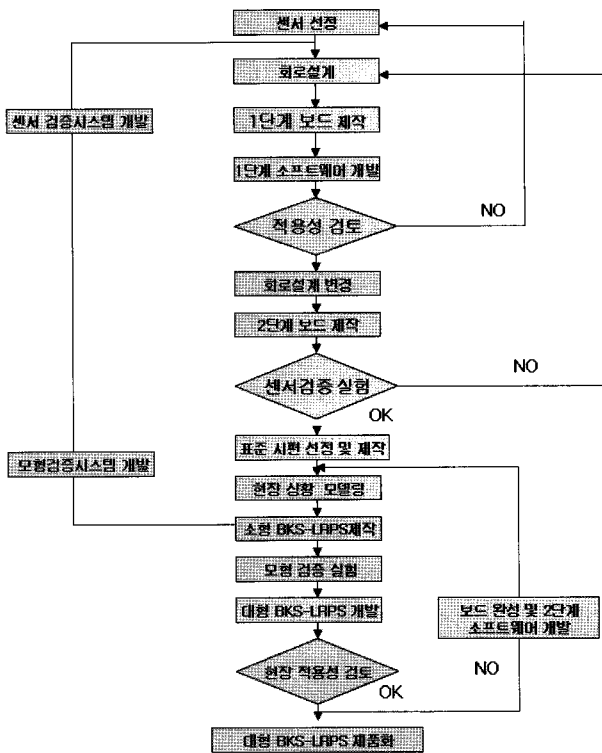 센서 선정
회로설계
센서 검증시스템 개발
1단계 보드 제작
1단계 소프트웨어 개발
적용성 검토
NO
회로설계 변경
2단계 보드 제작
센서검증 실험
NO
OK
표준 시편 선정 및 제작
모형검증시스템 개발
현장 상황 모델링
소형 BKS-LRPS제작
모형 검증 실험
대형 BKS-LRPS 개발
보드 완성 및 2단계
소프트웨어 개발
현장 적용성 검토
NO
OK
대형 BKS-LRPS 제품화